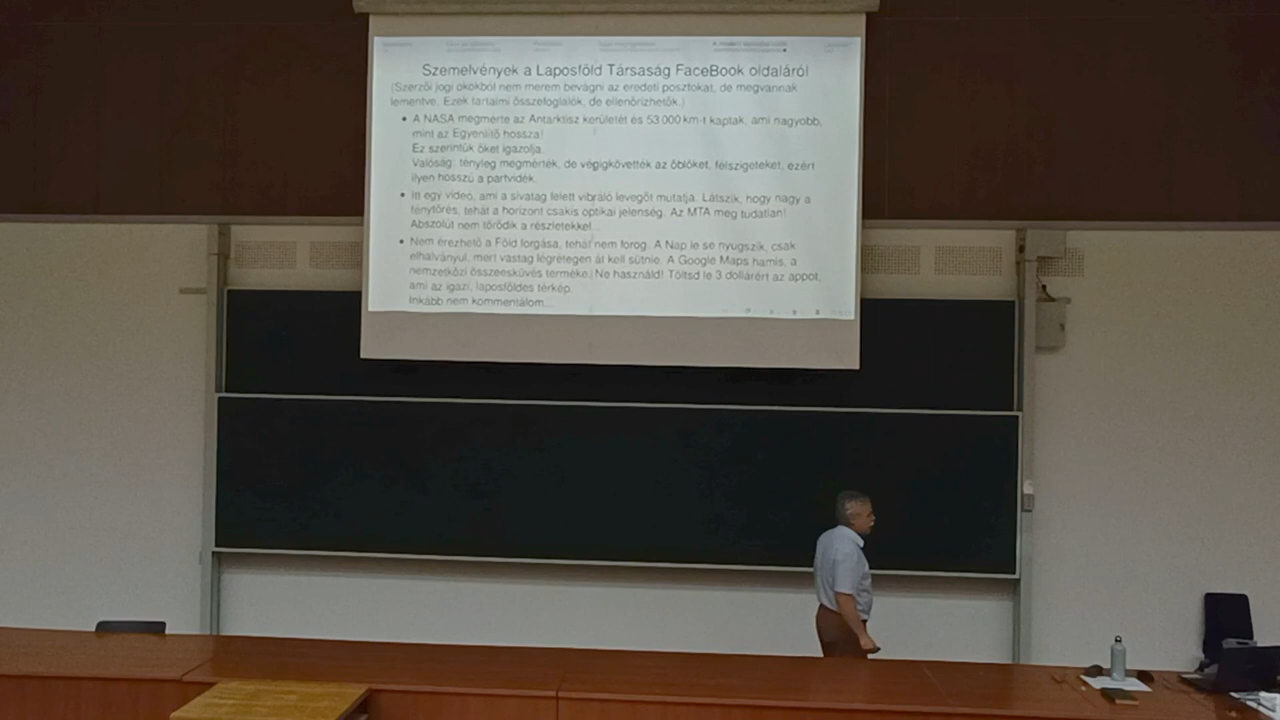 Szemelvények a Laposföld Társaság FaceBook oldaláról
(Szerzői jogi okokból nem merem bevágni az eredeti posztokat, de megvannak
lementve. Ezek tartalmi összefoglalók, de ellenőrizhetők.)
• A NASA megmérte az Antarktisz kerületét és 53 000 km-t kaptak, ami nagyobb,
mint az Egyenlítő hossza!
Ez szerintük őket igazolja.
Valóság: tényleg megmérték, de végigkövették az öblöket, félszigeteket, ezért
ilyen hosszú a partvidék.
• Itt egy video, ami a sivatag felett vibráló levegőt mutatja. Látszik, hogy nagy a
fénytörés, tehát a horizont csakis optikai jelenség. Az MTA meg tudatlan!
Abszolút nem törődik a részletekkel...
• Nem érezhető a Föld forgása, tehát nem forog. A Nap le se nyugszik, csak
elhalványul, mert vastag légrétegen át kell sütnie. A Google Maps hamis, a
nemzetközi összeesküvés terméke. Ne használd! Töltsd le 3 dollárért az appot,
ami az igazi, laposföldes térkép.
Inkább nem kommentálom...